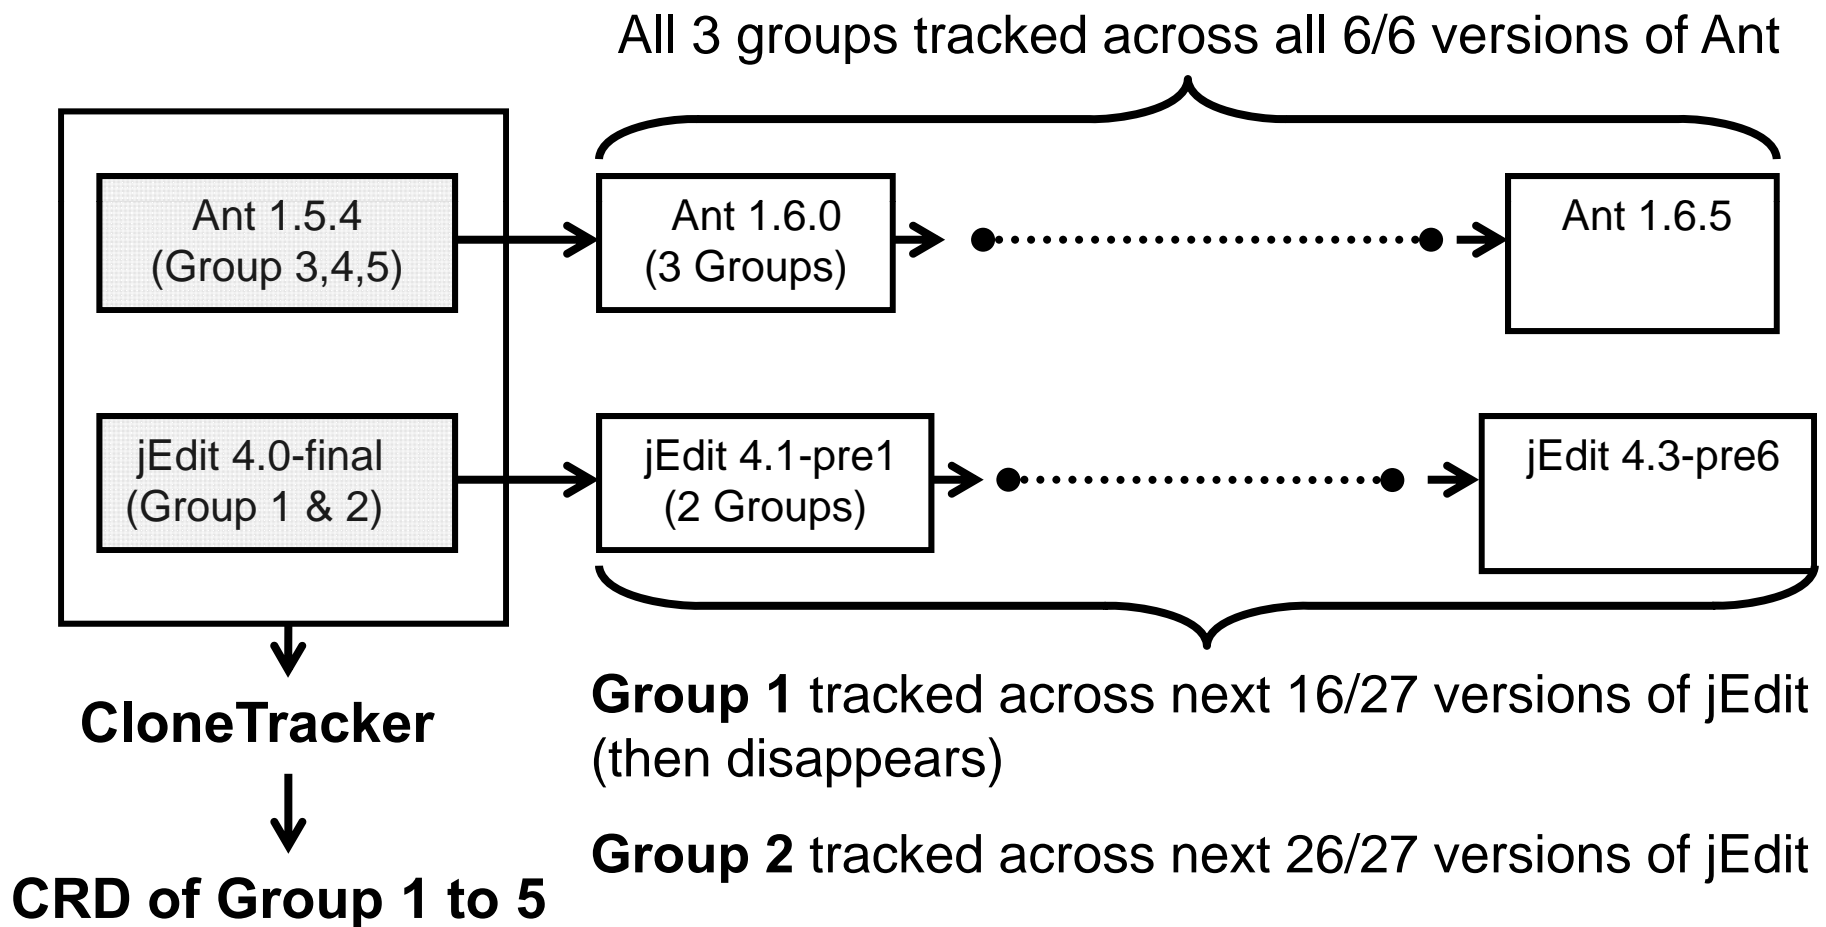 All 3 groups tracked across all 6/6 versions of Ant
Ant 1.5.4
(Group 3,4,5)
Ant 1.6.0
(3 Groups)
Ant 1.6.5
jEdit 4.0-final
(Group 1 & 2)
jEdit 4.1-pre1
(2 Groups)
jEdit 4.3-pre6
CloneTracker
CRD of Group 1 to 5
Group 1 tracked across next 16/27 versions of jEdit
(then disappears)
Group 2 tracked across next 26/27 versions of jEdit